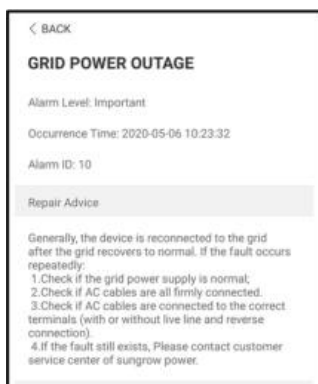 < BACK
GRID POWER OUTAGE
Alarm Level: Important
Occurrence Time: 2020-05-06 10:23:32
Alarm ID: 10
Repair Advice
Generally, the device is reconnected to the grid
after the grid recovers to normal. If the fault occurs
repeatedly:
1.Check if the grid power supply is normal;
2.Check if AC cables are all firmly connected.
3.Check if AC cables are connected to the correct
terminals (with or without live line and reverse
connection).
4.If the fault still exists, Please contact customer
service center of sungrow power.